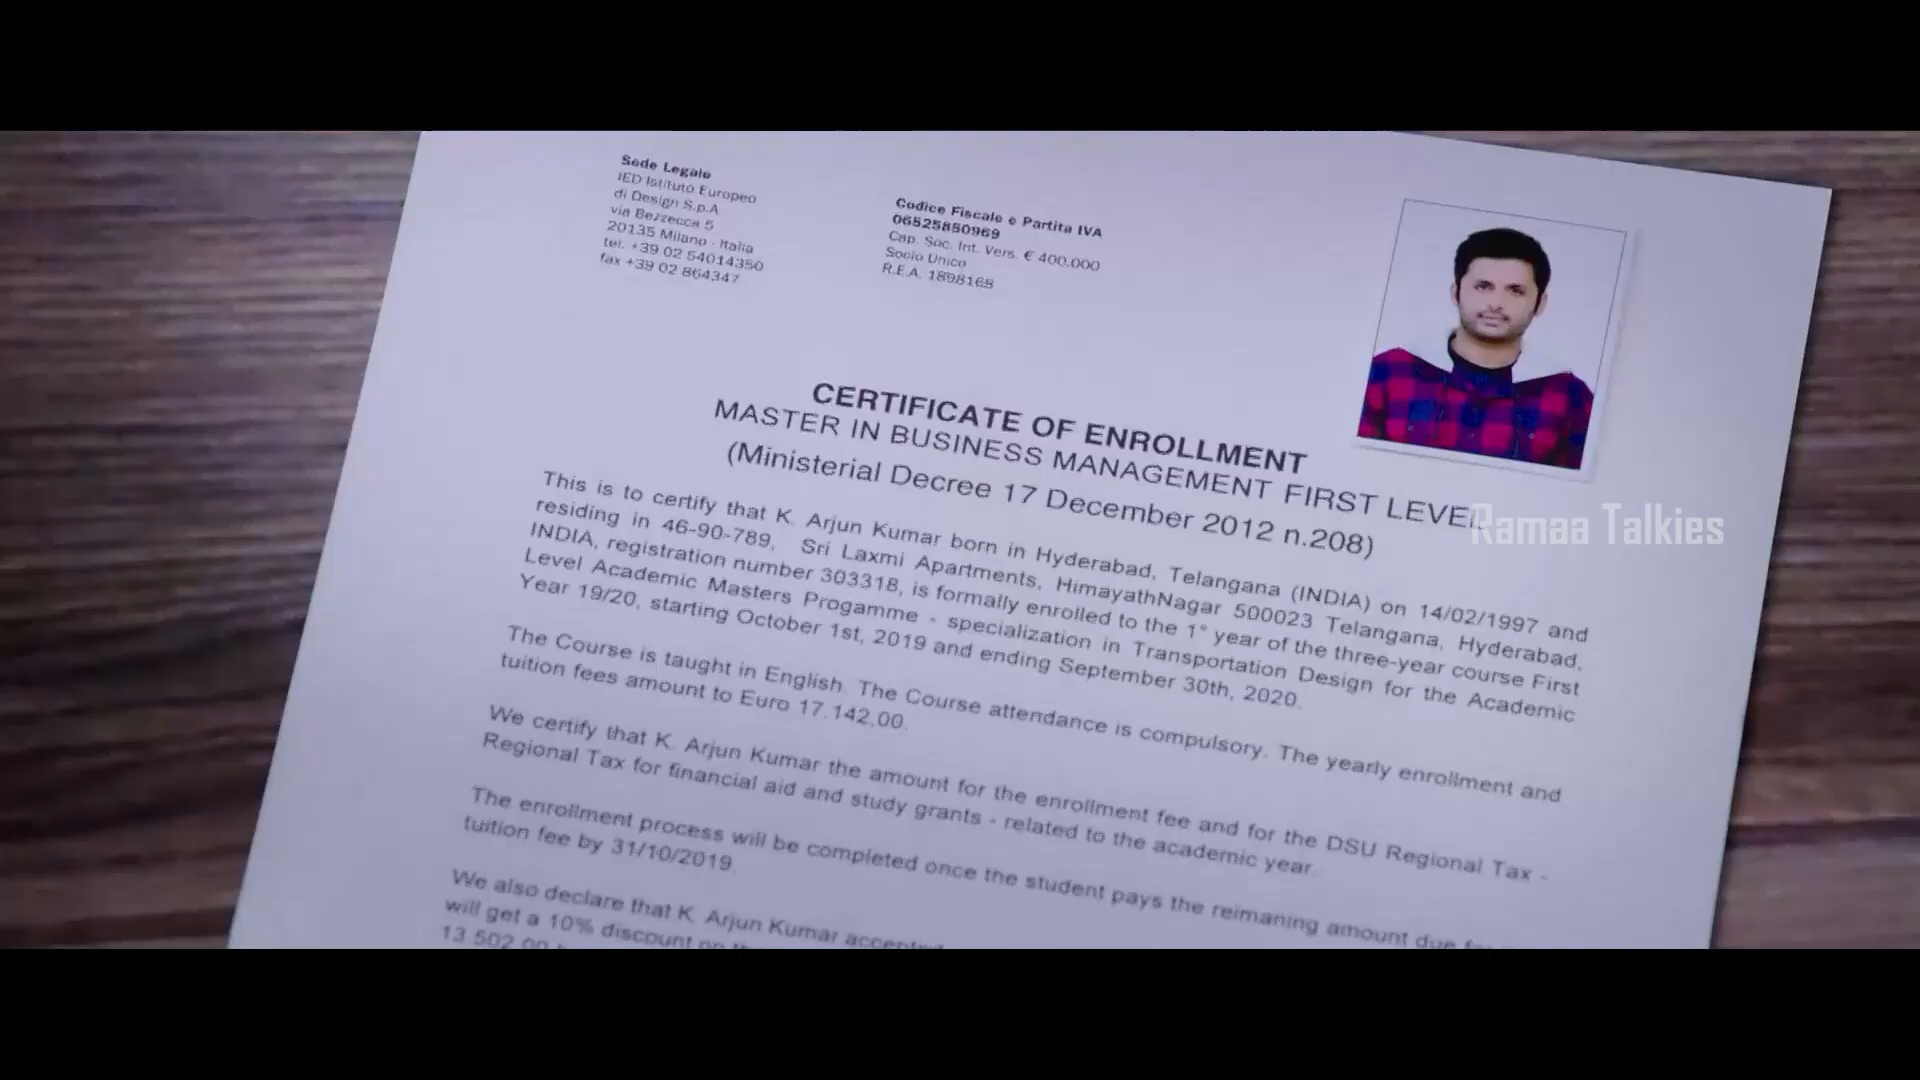 Sede Legale
IED Istituto Europeo
di Design S.p.A
via Bezzecca 5
20135 Milano - Italia
tel. +39 02 54014350
fax +39 02 864347
Codice Fiscale e Partita IVA
06525850969
Cap. Soc. Int. Vers. € 400.000
Socio Unico
R.E.A. 1898168
CERTIFICATE OF ENROLLMENT
MASTER IN BUSINESS MANAGEMENT FIRST LEVEL
(Ministerial Decree 17 December 2012 n.208)
Ramaa Talkies
This is to certify that K. Arjun Kumar born in Hyderabad, Telangana (INDIA) on 14/02/1997 and
residing in 46-90-789, Sri Laxmi Apartments, HimayathNagar 500023 Telangana, Hyderabad,
INDIA, registration number 303318, is formally enrolled to the 1° year of the three-year course First
Level Academic Masters Progamme - specialization in Transportation Design for the Academic
Year 19/20, starting October 1st, 2019 and ending September 30th, 2020.
The Course is taught in English. The Course attendance is compulsory. The yearly enrollment and
tuition fees amount to Euro 17.142,00.
We certify that K. Arjun Kumar the amount for the enrollment fee and for the DSU Regional Tax -
Regional Tax for financial aid and study grants - related to the academic year.
The enrollment process will be completed once the student pays the reimaning amount due
tuition fee by 31/10/2019.
We also declare that K. Arjun Kumar accepted
will get a 10% discount on
13.502,00